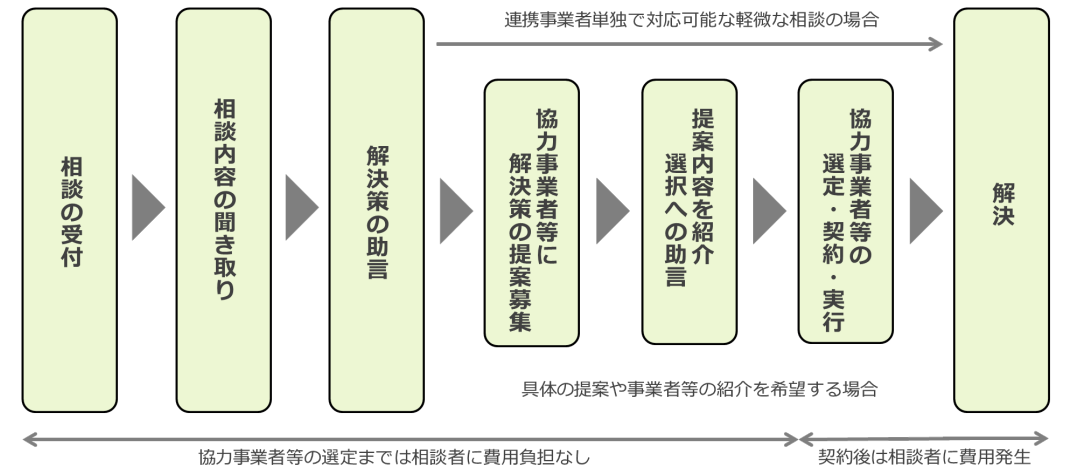 連携事業者単独で対応可能な軽微な相談の場合
相談の受付
相談内容の聞き取り
解決策の助言
協力事業者等に
解決策の提案募集
提案内容を紹介
選択への助言
協力事業者等の
選定・契約・実行
解決
具体の提案や事業者等の紹介を希望する場合
協力事業者等の選定までは相談者に費用負担なし
契約後は相談者に費用発生